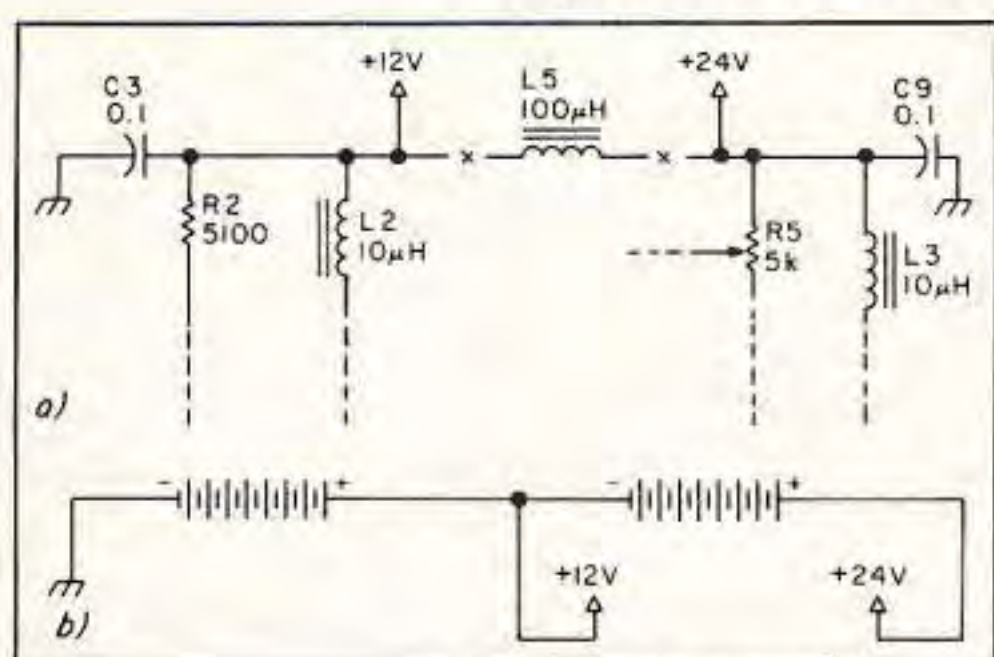 +12V
+24V
C3
0.1
L5
100μH
C9
0.1
R2
5100
L2
10μH
R5
5k
L3
10μH
a)
- +
- +
+12V
+24V
b)